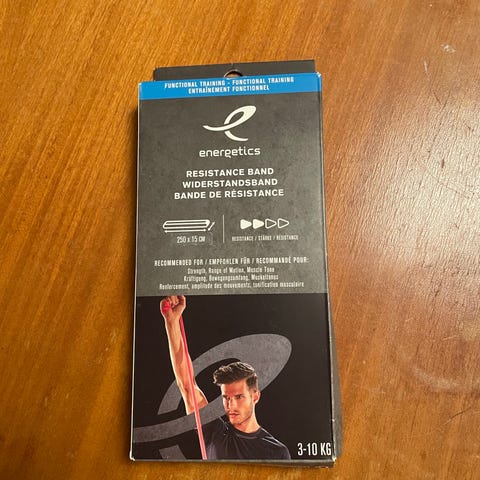 FUNCTIONAL TRAINING - FUNCTIONAL TRAINING
ENTRAÎNEMENT FONCTIONNEL
energetics
RESISTANCE BAND
WIDERSTANDSBAND
BANDE DE RÉSISTANCE
250 x 15 CM
RESISTANCE / STÄRKE / RÉSISTANCE
RECOMMENDED FOR / EMPFOHLEN FÜR / RECOMMANDÉ POUR:
Strength, Range of Motion, Muscle Tone
Kräftigung, Bewegungsumfang, Muskeltonus
Renforcement, amplitude des mouvements, tonification musculaire
3-10 KG